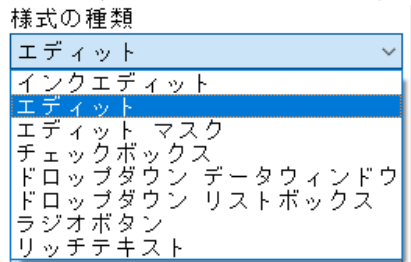 様式の種類
エディット
インクエディット
エディット
エディット マスク
チェックボックス
ドロップダウン データウィンドウ
ドロップダウン リストボックス
ラジオボタン
リッチテキスト